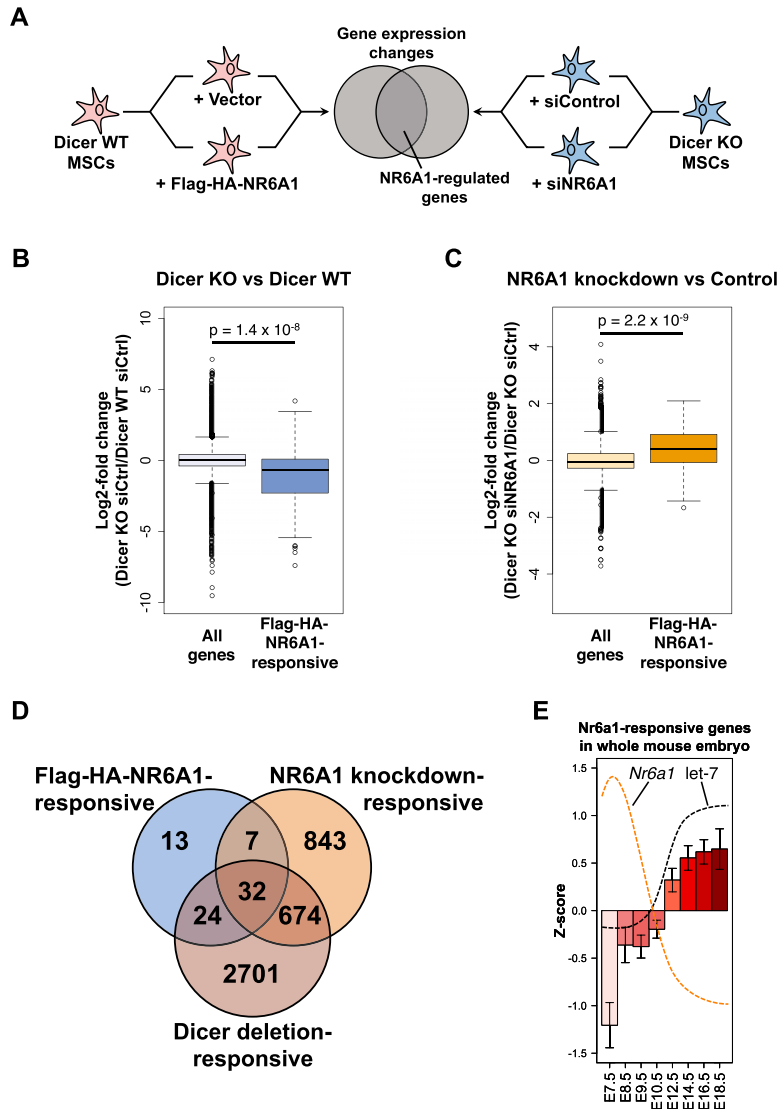 A
Gene expression
changes
+ Vector
+ siControl
Dicer WT
MSCs
Dicer KO
MSCs
+ Flag-HA-NR6A1
NR6A1-regulated
genes
+ siNR6A1
B
Dicer KO vs Dicer WT
Log2-fold change
(Dicer KO siCtrl/Dicer WT siCtrl)
10
5
0
-5
-10
p = 1.4 x 10-8
All
genes
Flag-HA-
NR6A1-
responsive
C
NR6A1 knockdown vs Control
Log2-fold change
(Dicer KO siNR6A1/Dicer KO siCtrl)
4
2
0
-2
-4
p = 2.2 x 10-9
All
genes
Flag-HA-
NR6A1-
responsive
D
Flag-HA-NR6A1-
responsive
NR6A1 knockdown-
responsive
13
7
843
32
24
674
2701
Dicer deletion-
responsive
E
Nr6a1-responsive genes
in whole mouse embryo
Nr6a1
let-7
Z-score
1.5
1.0
0.5
0.0
-0.5
-1.0
-1.5
E7.5
E8.5
E9.5
E10.5
E12.5
E14.5
E16.5
E18.5